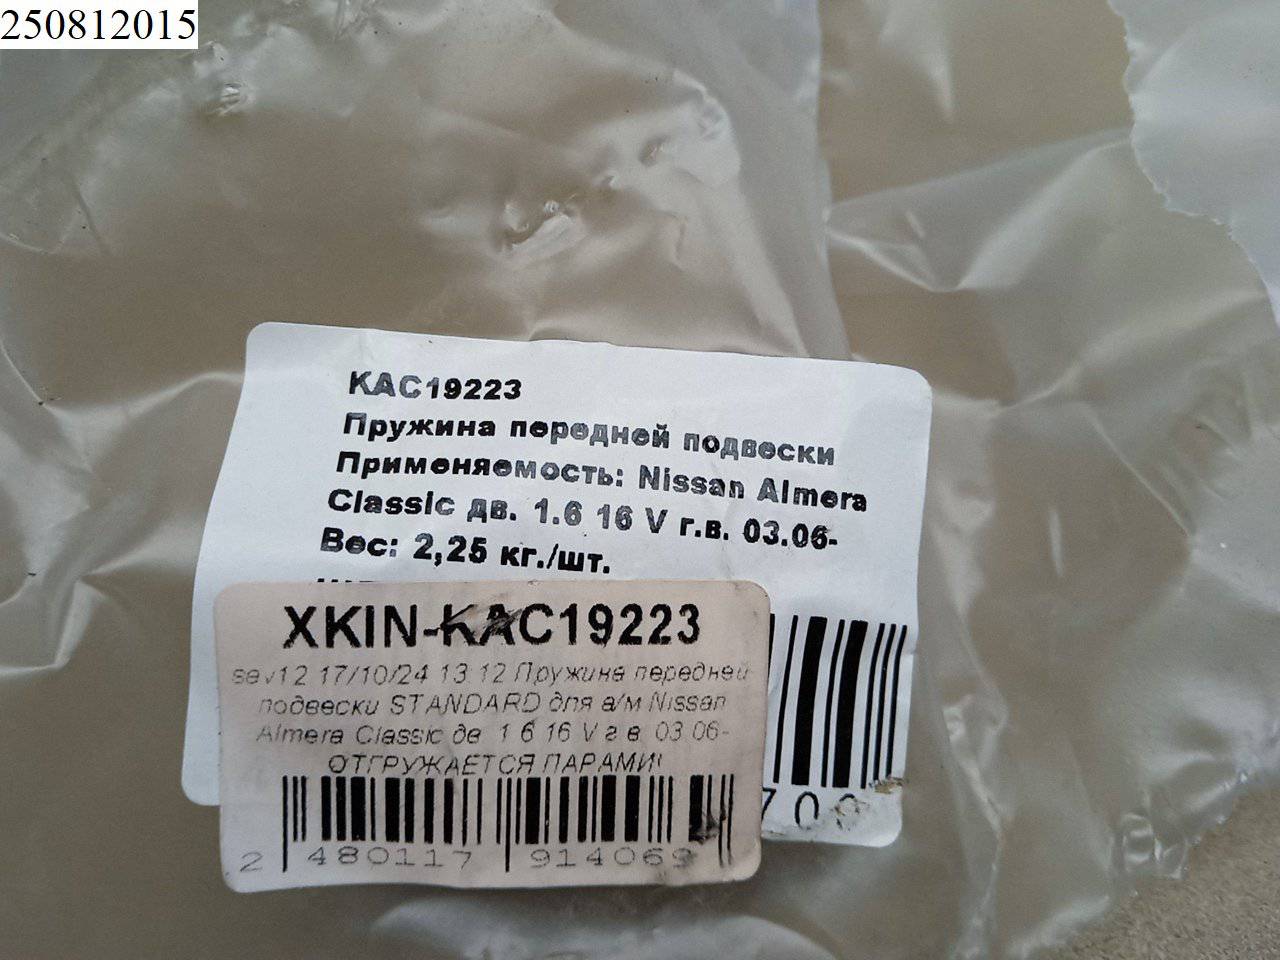 250812015
KAC19223
Пружина передней подвески
Применяемость: Nissan Almera
Classic дв. 1.6 16 V г.в. 03.06-
Вес: 2,25 кг./шт.
XKIN-KAC19223
sev12 17/10/24 13 12 Пружина передней
подвески STANDARD для а/м Nissan
Almera Classic дв 1 6 16 V г в 03 06-
ОТГРУЖАЕТСЯ ПАРАМИ!
700
2 480117 914069